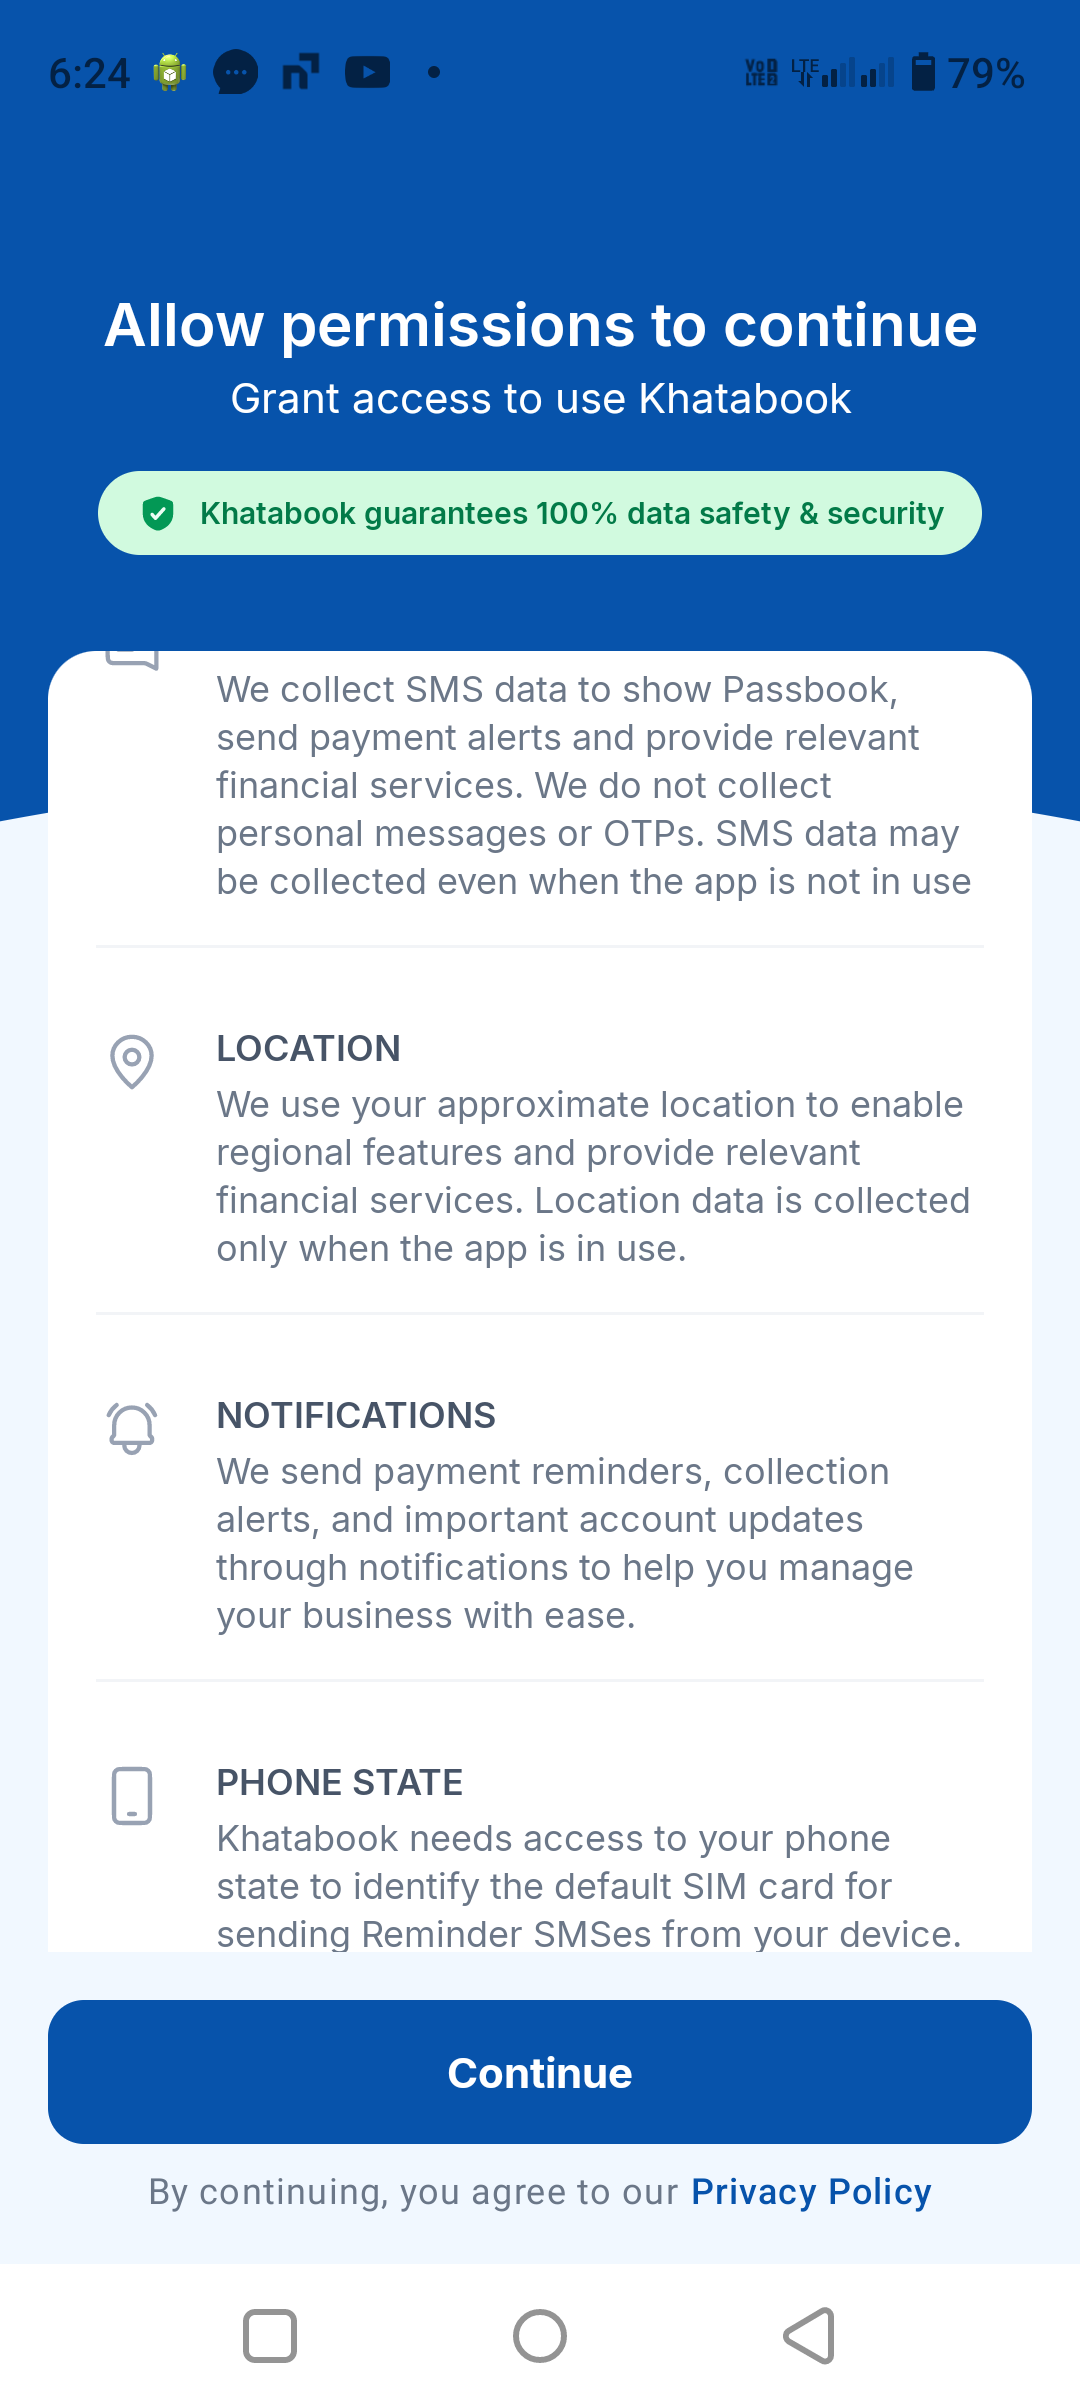 6:24
VoD LTE2 LTE 79%
Allow permissions to continue
Grant access to use Khatabook
Khatabook guarantees 100% data safety & security
We collect SMS data to show Passbook,
send payment alerts and provide relevant
financial services. We do not collect
personal messages or OTPs. SMS data may
be collected even when the app is not in use
LOCATION
We use your approximate location to enable
regional features and provide relevant
financial services. Location data is collected
only when the app is in use.
NOTIFICATIONS
We send payment reminders, collection
alerts, and important account updates
through notifications to help you manage
your business with ease.
PHONE STATE
Khatabook needs access to your phone
state to identify the default SIM card for
sending Reminder SMSes from your device.
Continue
By continuing, you agree to our Privacy Policy